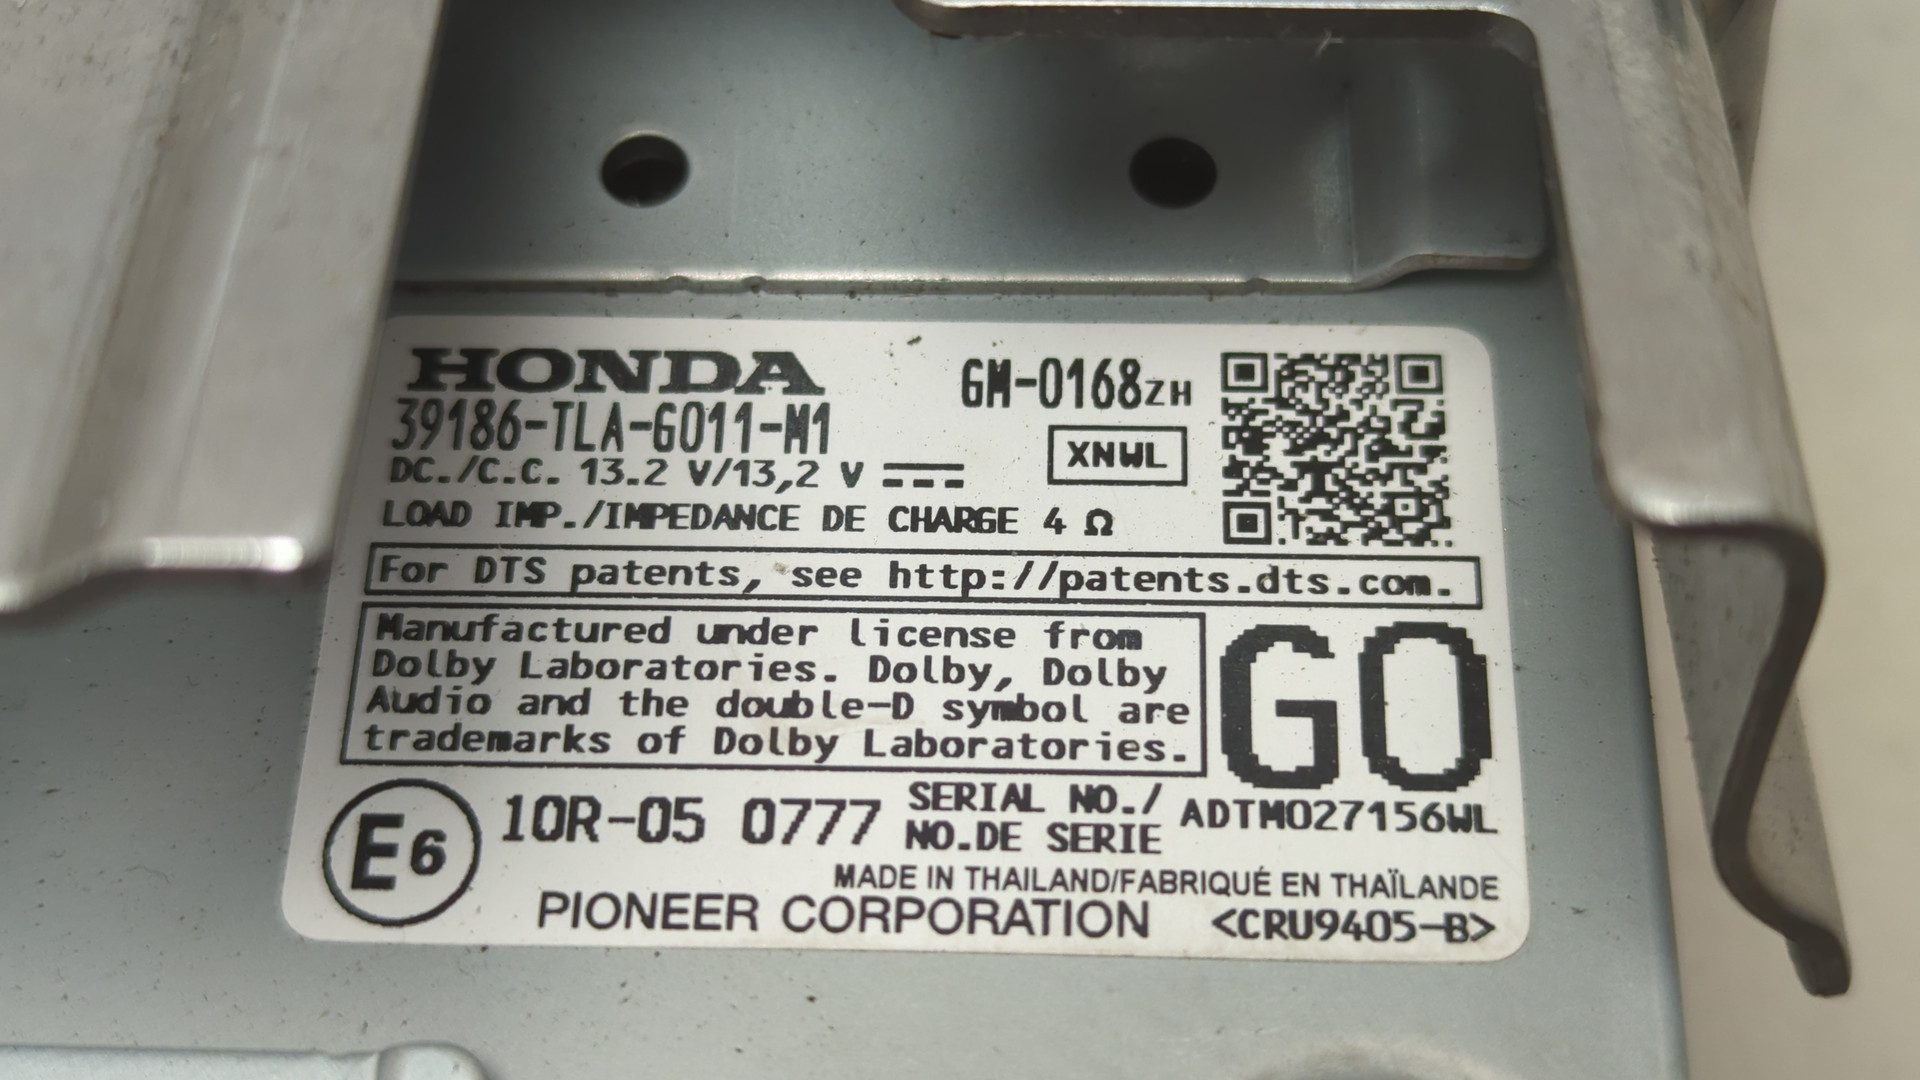 HONDA
GM-0168ZH
39186-TLA-G011-M1
XNWL
DC./C.C. 13.2 V/13,2 V
LOAD IMP./IMPEDANCE DE CHARGE 4 Ω
For DTS patents, see http://patents.dts.com.
Manufactured under license from
Dolby Laboratories. Dolby, Dolby
Audio and the double-D symbol are
trademarks of Dolby Laboratories.
G0
E6
10R-05 0777
SERIAL NO./
NO.DE SERIE
ADTM027156WL
MADE IN THAILAND/FABRIQUÉ EN THAÏLANDE
PIONEER CORPORATION
<CRU9405-B>